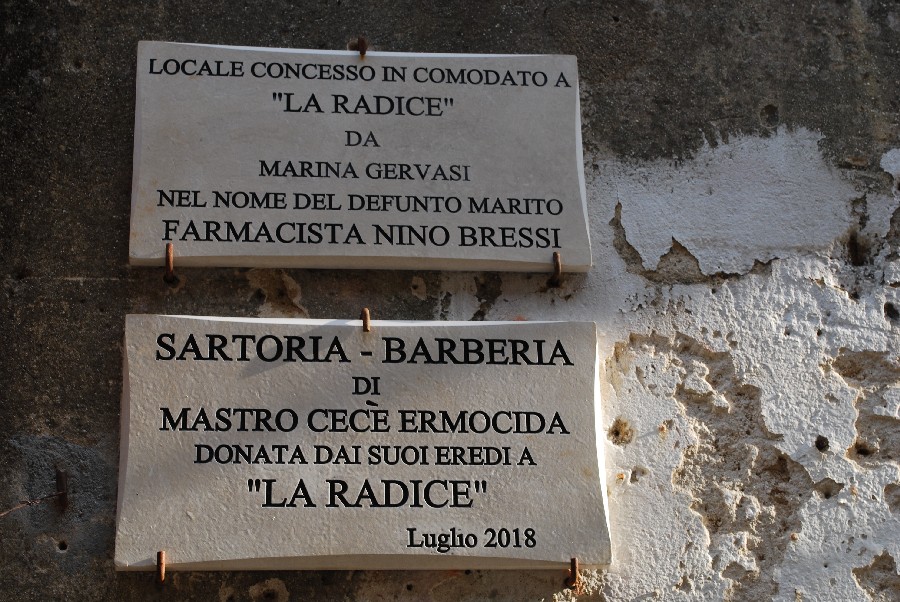 LOCALE CONCESSO IN COMODATO A
"LA RADICE"
DA
MARINA GERVASI
NEL NOME DEL DEFUNTO MARITO
FARMACISTA NINO BRESSI
SARTORIA - BARBERIA
DI
MASTRO CECÈ ERMOCIDA
DONATA DAI SUOI EREDI A
"LA RADICE"
Luglio 2018